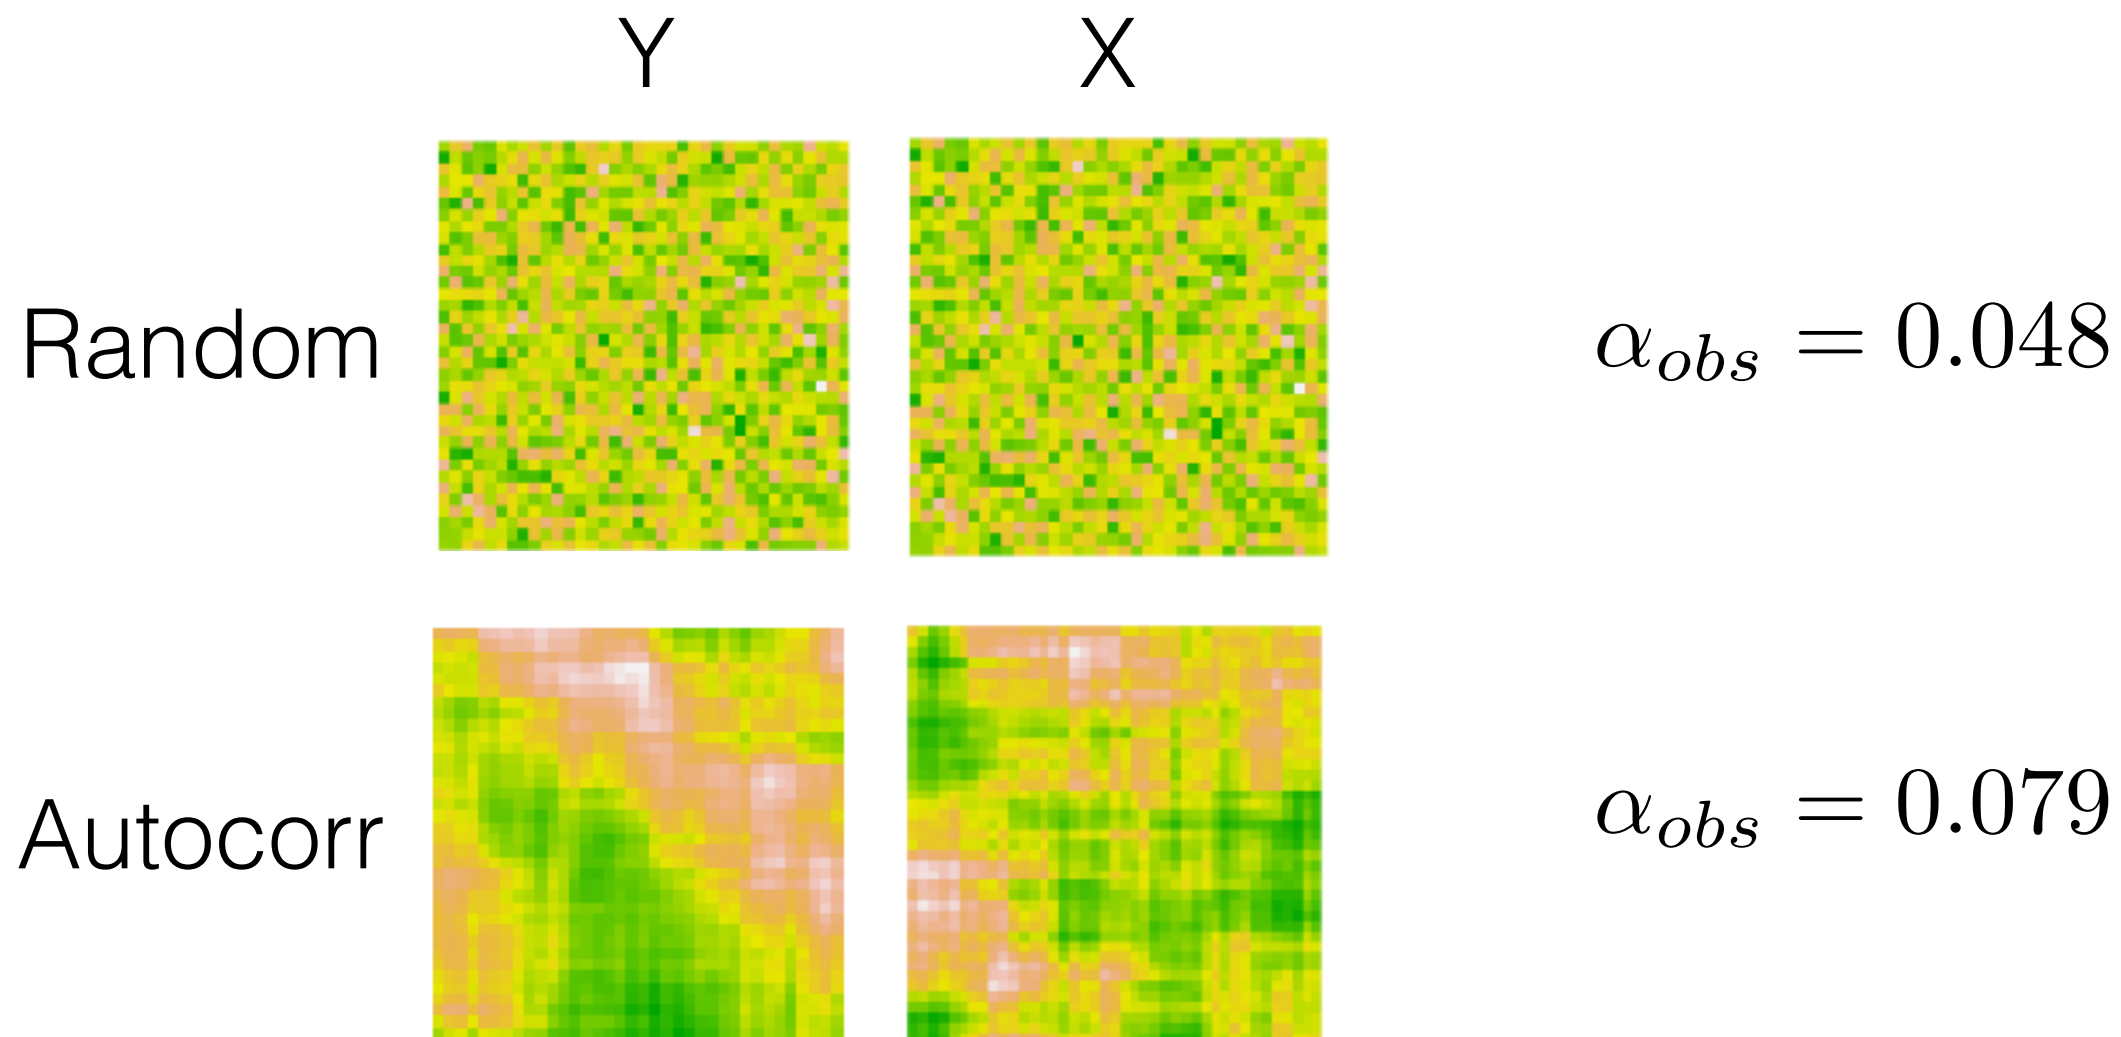 Y X
Random α_obs = 0.048
Autocorr α_obs = 0.079